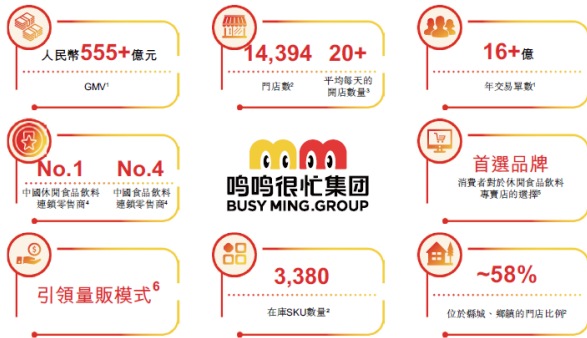 人民幣555+億元
GMV¹
14,394
門店數²
20+
平均每天的
開店數量³
16+億
年交易單數¹
No.1
中國休閒食品飲料
連鎖零售商⁴
No.4
中國食品飲料
連鎖零售商⁴
鸣鸣很忙集团
BUSY MING.GROUP
首選品牌
消費者對於休閒食品飲料
專賣店的選擇⁵
引領量販模式⁶
3,380
在庫SKU數量²
~58%
位於縣城、鄉鎮的門店比例²